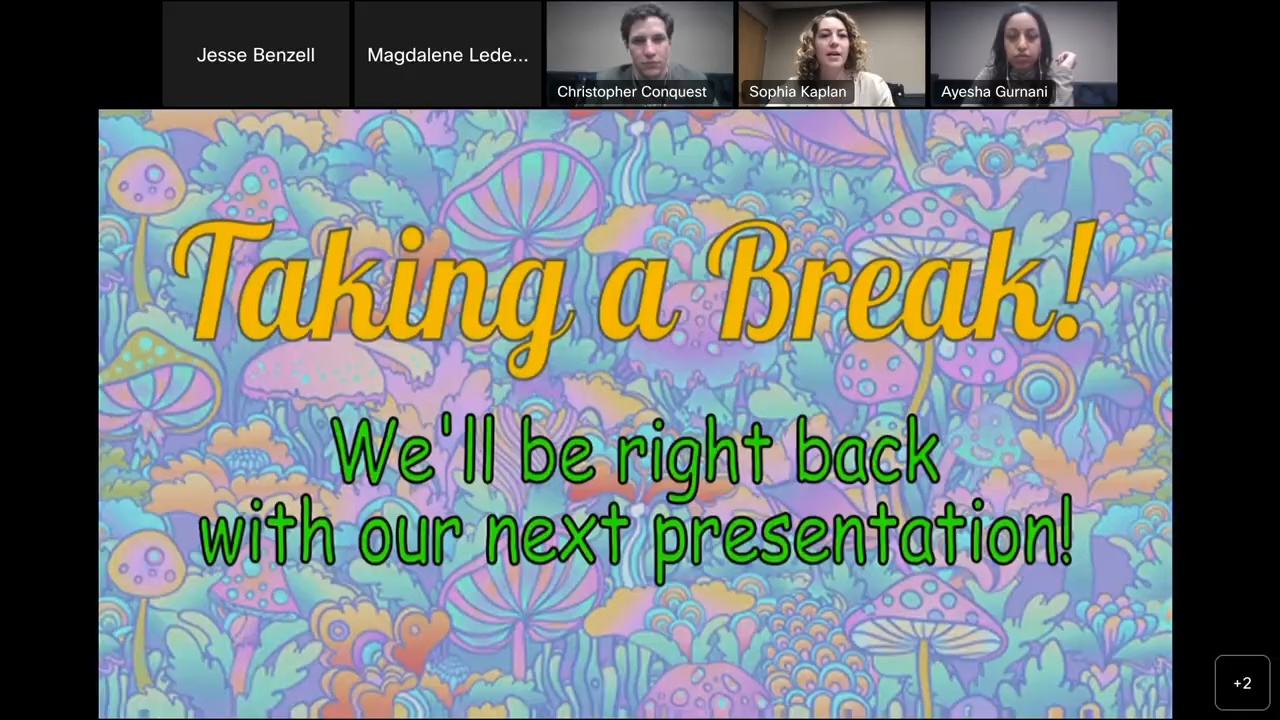 Jesse Benzell
Magdalene Lede...
Christopher Conquest
Sophia Kaplan
Ayesha Gurnani
Taking a Break!
We'll be right back
with our next presentation!
+2